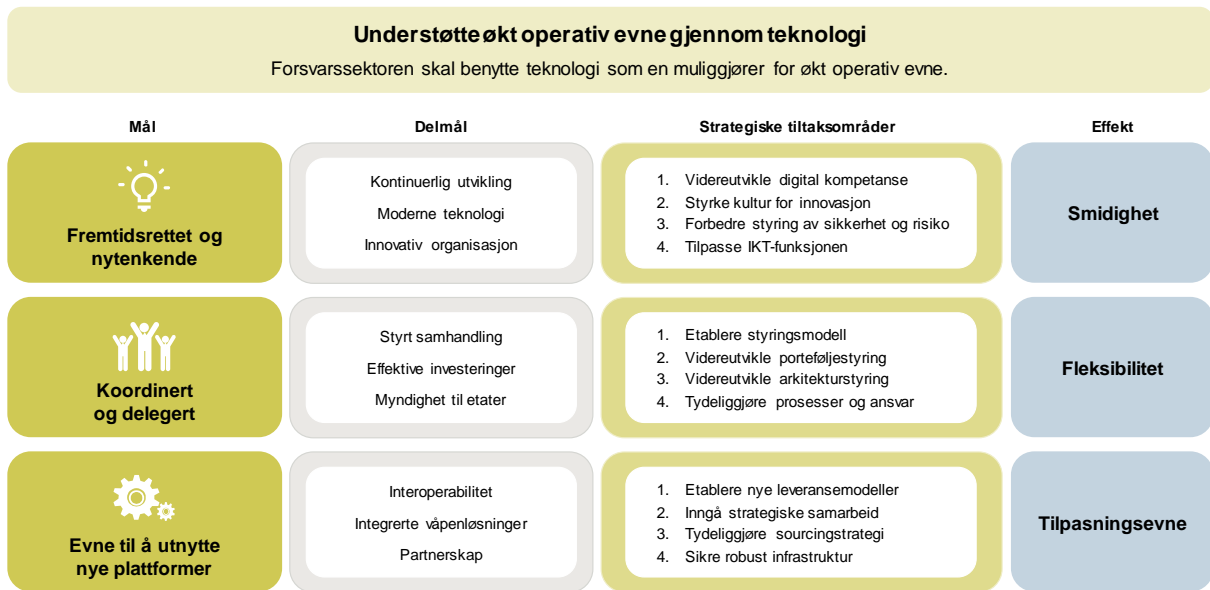 Understøtte økt operativ evne gjennom teknologi
Forsvarssektoren skal benytte teknologi som en muliggjører for økt operativ evne.
Mål
Delmål
Strategiske tiltaksområder
Effekt
Fremtidsrettet og
nytenkende
Kontinuerlig utvikling
Moderne teknologi
Innovativ organisasjon
1. Videreutvikle digital kompetanse
2. Styrke kultur for innovasjon
3. Forbedre styring av sikkerhet og risiko
4. Tilpasse IKT-funksjonen
Smidighet
Koordinert
og delegert
Styrt samhandling
Effektive investeringer
Myndighet til etater
1. Etablere styringsmodell
2. Videreutvikle porteføljestyring
3. Videreutvikle arkitekturstyring
4. Tydeliggjøre prosesser og ansvar
Fleksibilitet
Evne til å utnytte
nye plattformer
Interoperabilitet
Integrerte våpenløsninger
Partnerskap
1. Etablere nye leveransemodeller
2. Inngå strategiske samarbeid
3. Tydeliggjøre sourcingstrategi
4. Sikre robust infrastruktur
Tilpasningsevne